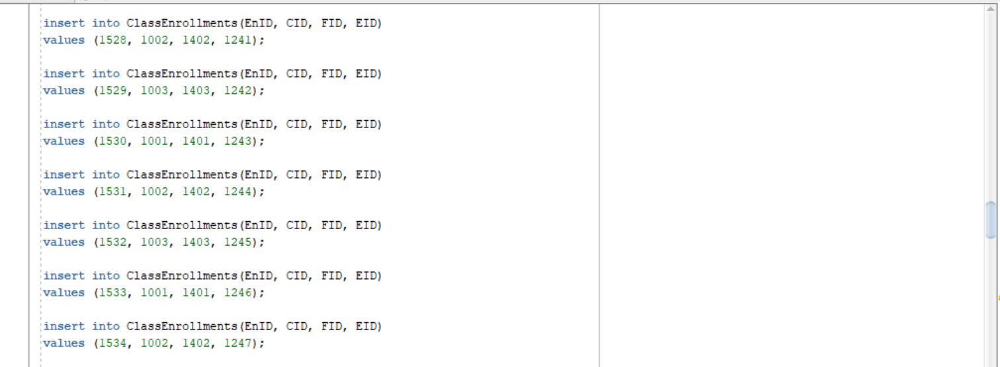 insert into ClassEnrollments(EnID, CID, FID, EID)
values (1528, 1002, 1402, 1241);
insert into ClassEnrollments(EnID, CID, FID, EID)
values (1529, 1003, 1403, 1242);
insert into ClassEnrollments(EnID, CID, FID, EID)
values (1530, 1001, 1401, 1243);
insert into ClassEnrollments(EnID, CID, FID, EID)
values (1531, 1002, 1402, 1244);
insert into ClassEnrollments(EnID, CID, FID, EID)
values (1532, 1003, 1403, 1245);
insert into ClassEnrollments(EnID, CID, FID, EID)
values (1533, 1001, 1401, 1246);
insert into ClassEnrollments(EnID, CID, FID, EID)
values (1534, 1002, 1402, 1247);